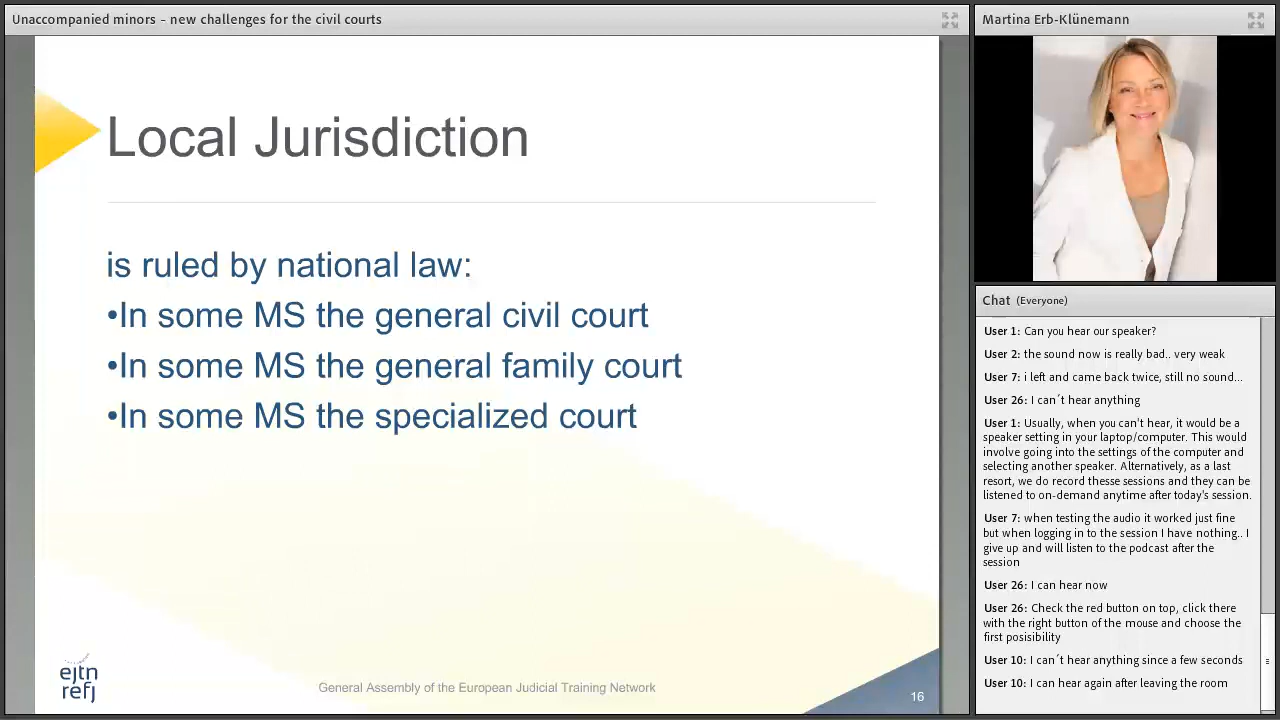 Unaccompanied minors - new challenges for the civil courts
Local Jurisdiction
is ruled by national law:
•In some MS the general civil court
•In some MS the general family court
•In some MS the specialized court
ejtn
refj
General Assembly of the European Judicial Training Network
16
Martina Erb-Klünemann
Chat (Everyone)
User 1: Can you hear our speaker?
User 2: the sound now is really bad.. very weak
User 7: i left and came back twice, still no sound...
User 26: I can´t hear anything
User 1: Usually, when you can't hear, it would be a
speaker setting in your laptop/computer. This would
involve going into the settings of the computer and
selecting another speaker. Alternatively, as a last
resort, we do record thesse sessions and they can be
listened to on-demand anytime after today's session.
User 7: when testing the audio it worked just fine
but when logging in to the session I have nothing.. I
give up and will listen to the podcast after the
session
User 26: I can hear now
User 26: Check the red button on top, click there
with the right button of the mouse and choose the
first posisibility
User 10: I can´t hear anything since a few seconds
User 10: I can hear again after leaving the room